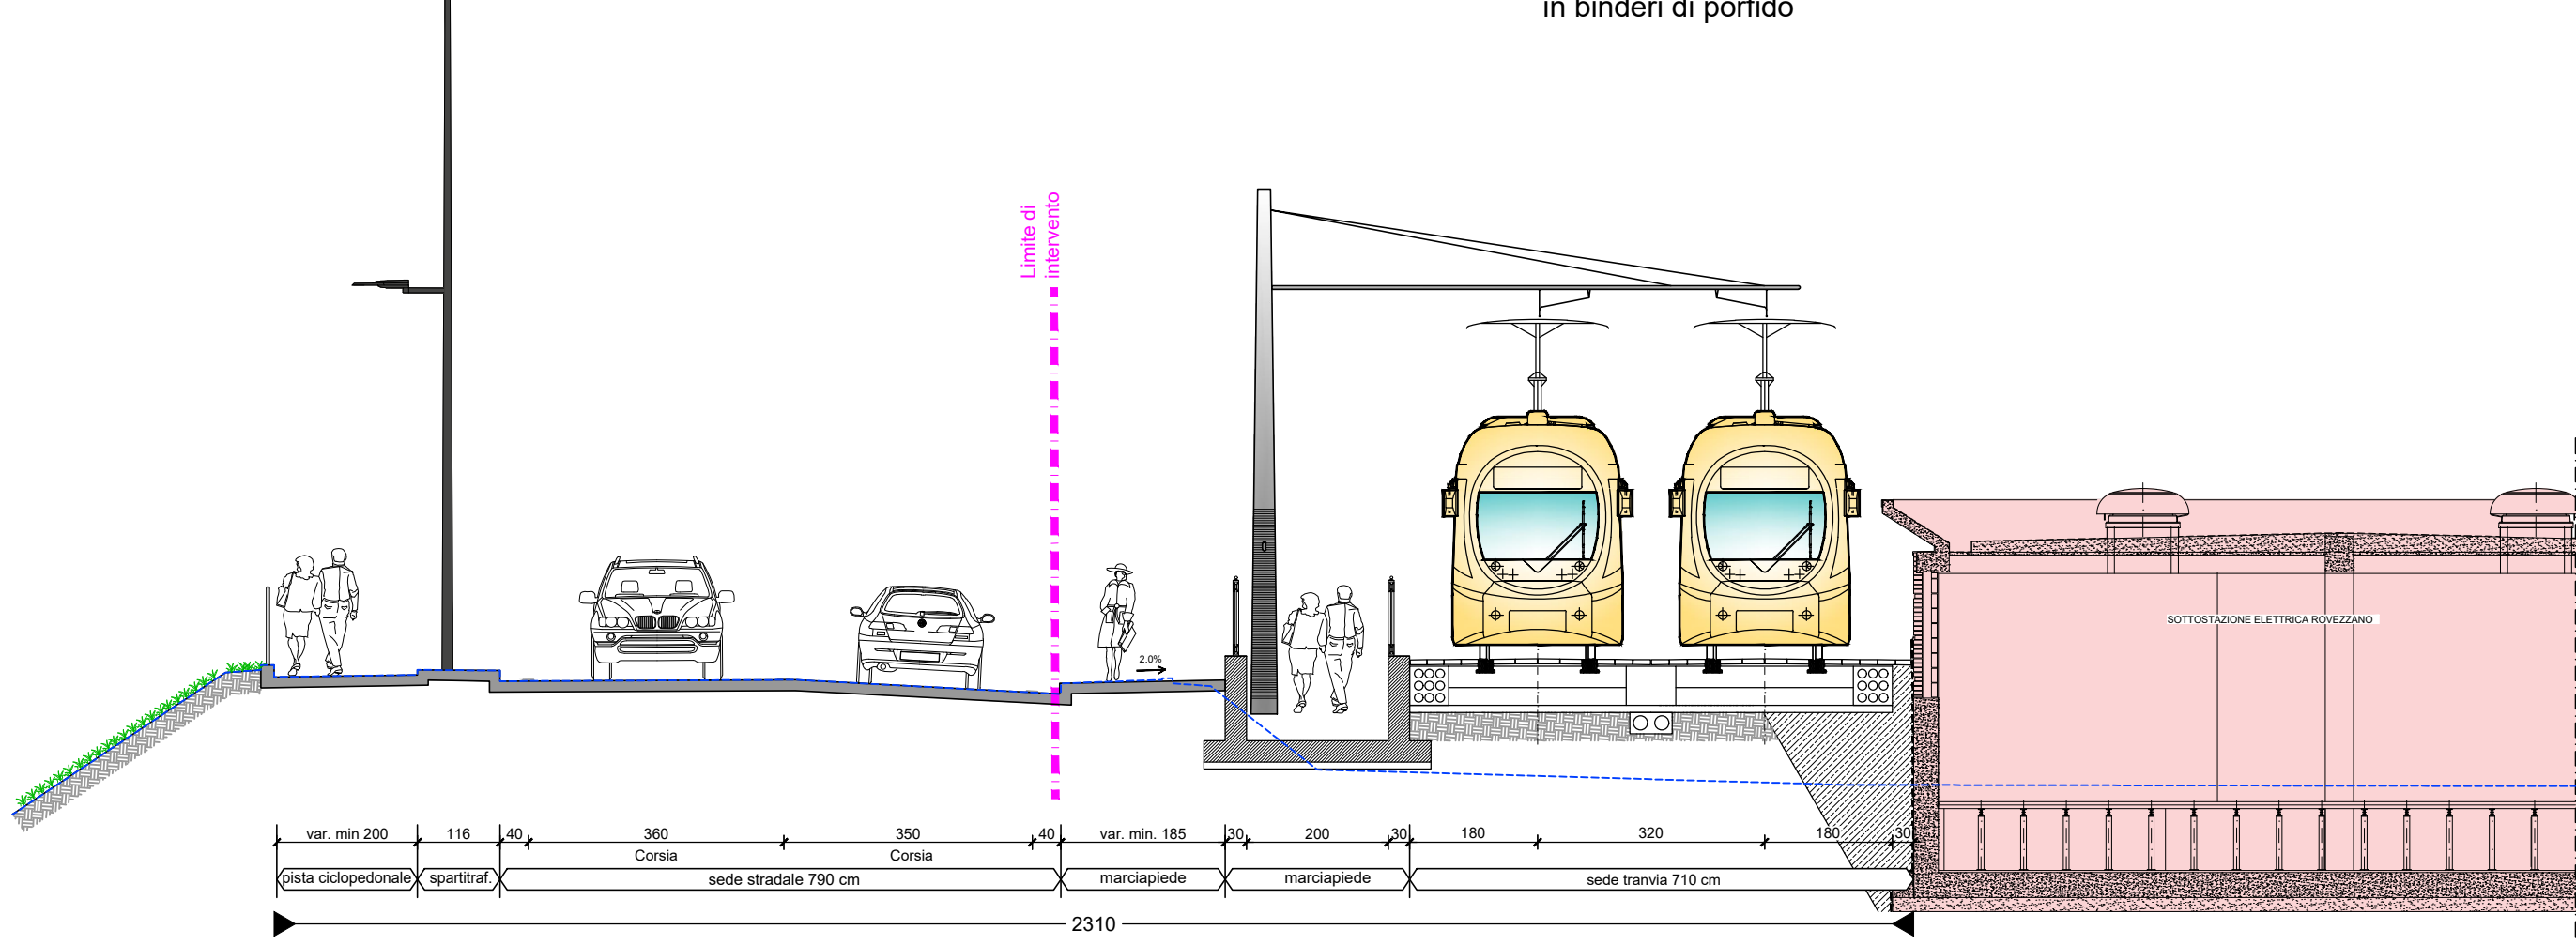 in binderi di porfido
Limite di
intervento
2.0%
SOTTOSTAZIONE ELETTRICA ROVEZZANO
var. min 200
116
40
360
350
40
var. min. 185
30
200
30
180
320
180
30
Corsia
Corsia
pista ciclopedonale
spartitraf.
sede stradale 790 cm
marciapiede
marciapiede
sede tranvia 710 cm
2310